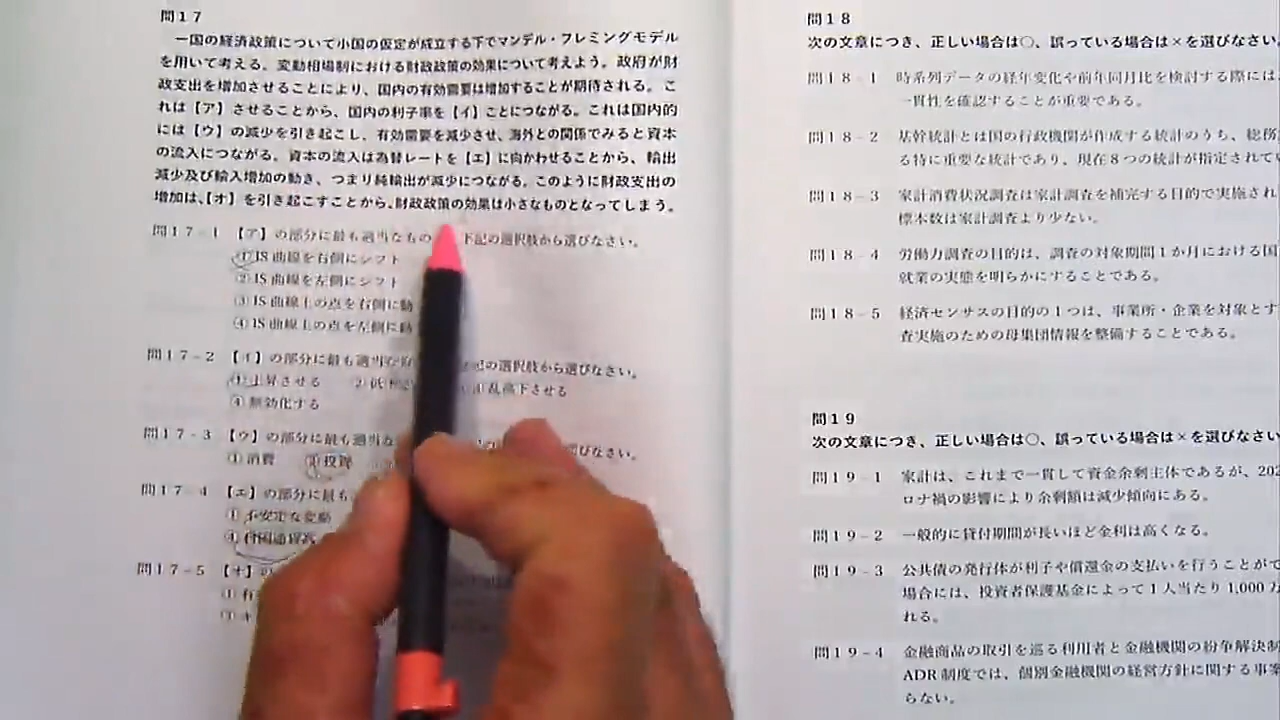 問17
一国の経済政策について小国の仮定が成立する下でマンデル・フレミングモデル
を用いて考える。変動相場制における財政政策の効果について考えよう。政府が財
政支出を増加させることにより、国内の有効需要は増加することが期待される。こ
れは【ア】させることから、国内の利子率を【イ】ことにつながる。これは国内的
には【ウ】の減少を引き起こし、有効需要を減少させ、海外との関係でみると資本
の流入につながる。資本の流入は為替レートを【エ】に向かわせることから、輸出
減少及び輸入増加の動き、つまり純輸出が減少につながる。このように財政支出の
増加は、【オ】を引き起こすことから、財政政策の効果は小さなものとなってしまう。
問17-1 【ア】の部分に最も適当なもの 下記の選択肢から選びなさい。
① IS曲線を右側にシフト
② IS曲線を左側にシフト
③ IS曲線上の点を右側に動
④ IS曲線上の点を左側に動
問17-2 【イ】の部分に最も適当な 記の選択肢から選びなさい。
① 上昇させる ② 低 乱高下させる
④ 無効化する
問17-3 【ウ】の部分に最も適当な 選びなさい。
① 消費 ② 投資
問17-4 【エ】の部分に最も
① 不安定な変動
④ 自国通貨高
問17-5 【オ】の
問18
次の文章につき、正しい場合は○、誤っている場合は×を選びなさい
問18-1 時系列データの経年変化や前年同月比を検討する際には
一貫性を確認することが重要である。
問18-2 基幹統計とは国の行政機関が作成する統計のうち、総務
る特に重要な統計であり、現在8つの統計が指定されてい
問18-3 家計消費状況調査は家計調査を補完する目的で実施され
標本数は家計調査より少ない。
問18-4 労働力調査の目的は、調査の対象期間1か月における国
就業の実態を明らかにすることである。
問18-5 経済センサスの目的の1つは、事業所・企業を対象とす
査実施のための母集団情報を整備することである。
問19
次の文章につき、正しい場合は○、誤っている場合は×を選びなさい
問19-1 家計は、これまで一貫して資金余剰主体であるが、202
ロナ禍の影響により余剰額は減少傾向にある。
問19-2 一般的に貸付期間が長いほど金利は高くなる。
問19-3 公共債の発行体が利子や償還金の支払いを行うことがで
場合には、投資者保護基金によって1人当たり1,000万
れる。
問19-4 金融商品の取引を巡る利用者と金融機関の紛争解決制
ADR制度では、個別金融機関の経営方針に関する事案
らない。